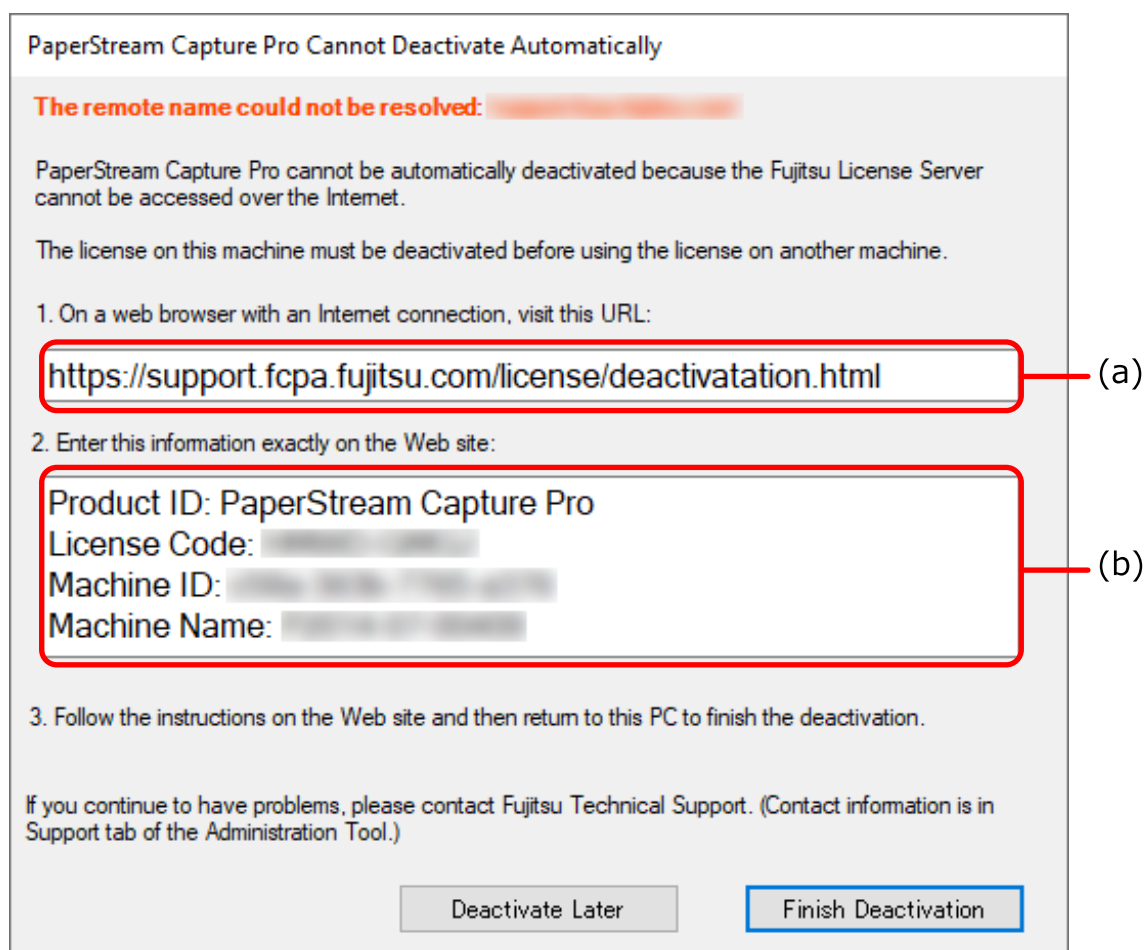 PaperStream Capture Pro Cannot Deactivate Automatically
The remote name could not be resolved:
PaperStream Capture Pro cannot be automatically deactivated because the Fujitsu License Server
cannot be accessed over the Internet.
The license on this machine must be deactivated before using the license on another machine.
1. On a web browser with an Internet connection, visit this URL:
https://support.fcpa.fujitsu.com/license/deactivatation.html
(a)
2. Enter this information exactly on the Web site:
Product ID: PaperStream Capture Pro
License Code:
Machine ID:
Machine Name:
(b)
3. Follow the instructions on the Web site and then return to this PC to finish the deactivation.
If you continue to have problems, please contact Fujitsu Technical Support. (Contact information is in
Support tab of the Administration Tool.)
Deactivate Later
Finish Deactivation